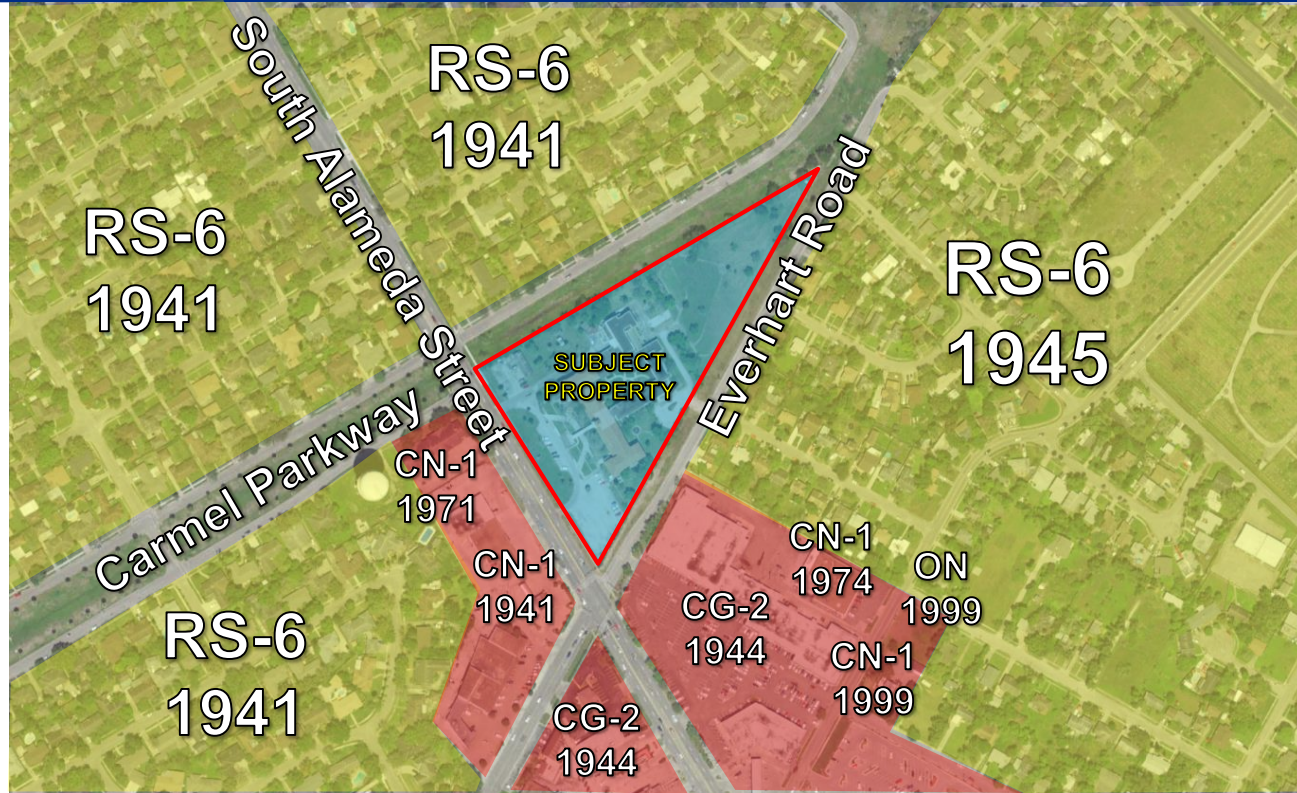 South Alameda Street
RS-6
1941
RS-6
1941
Everhart Road
RS-6
1945
SUBJECT
PROPERTY
Carmel Parkway
CN-1
1971
CN-1
1941
CN-1
1974
ON
1999
CG-2
1944
CN-1
1999
RS-6
1941
CG-2
1944